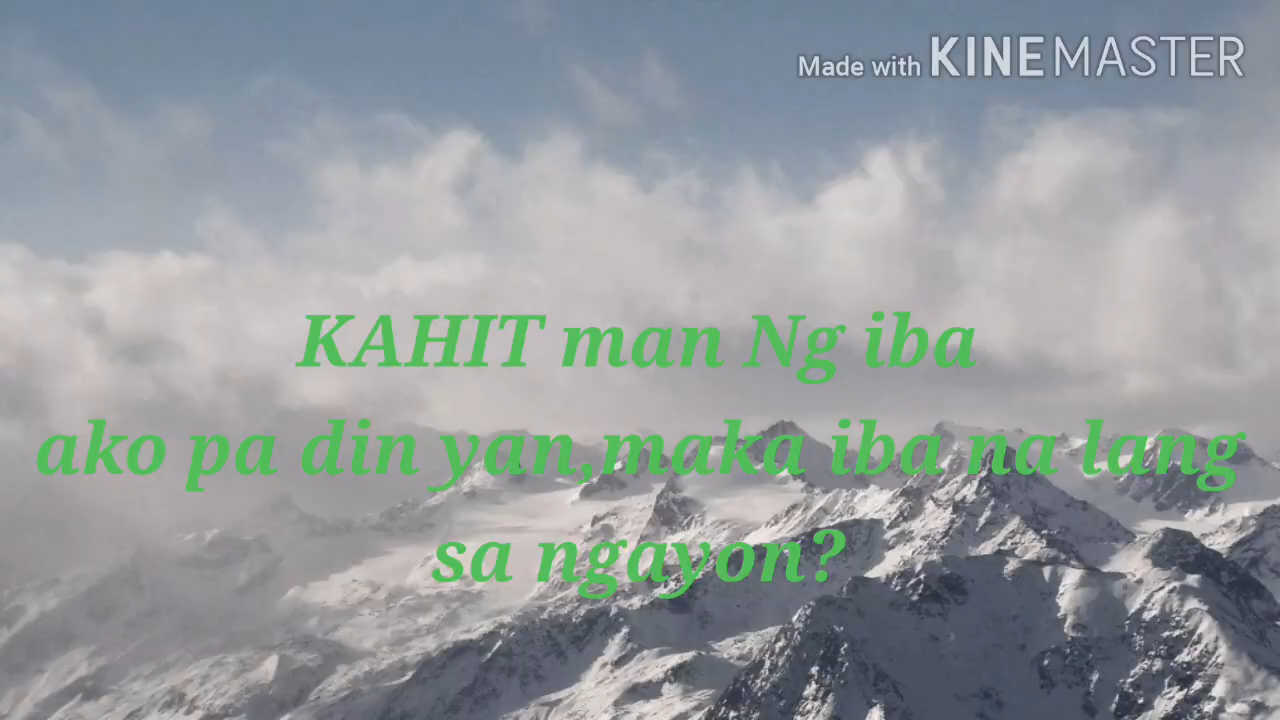 Made with KINEMASTER
KAHIT man Ng iba
ako pa din yan,maka iba na lang
sa ngayon?